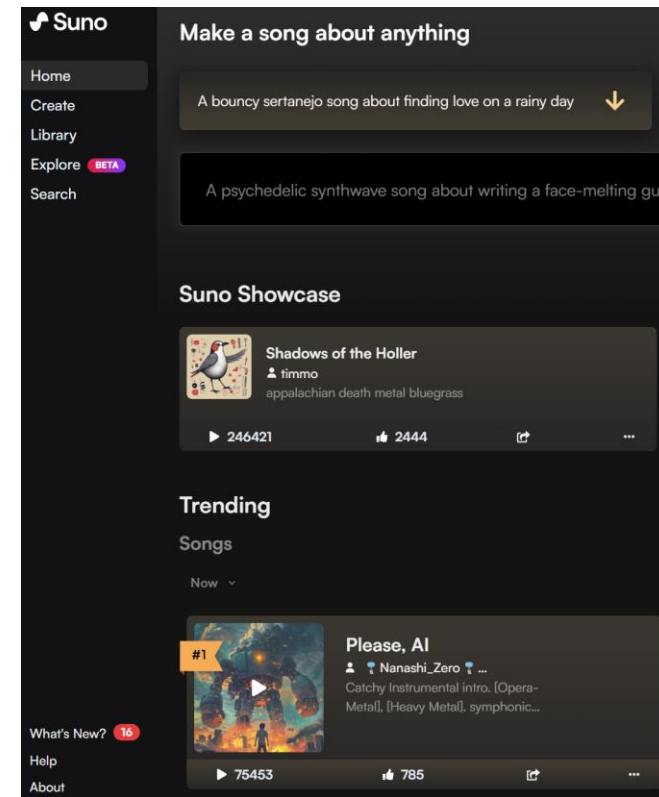 Suno
Home
Create
Library
Explore BETA
Search
What's New? 16
Help
About
Make a song about anything
A bouncy sertanejo song about finding love on a rainy day
A psychedelic synthwave song about writing a face-melting gu
Suno Showcase
Shadows of the Holler
timmo
appalachian death metal bluegrass
246421 2444 ...
Trending
Songs
Now
#1
Please, AI
Nanashi_Zero ...
Catchy Instrumental intro. [Opera-
Metal], [Heavy Metal]. symphonic...
75453 785 ...